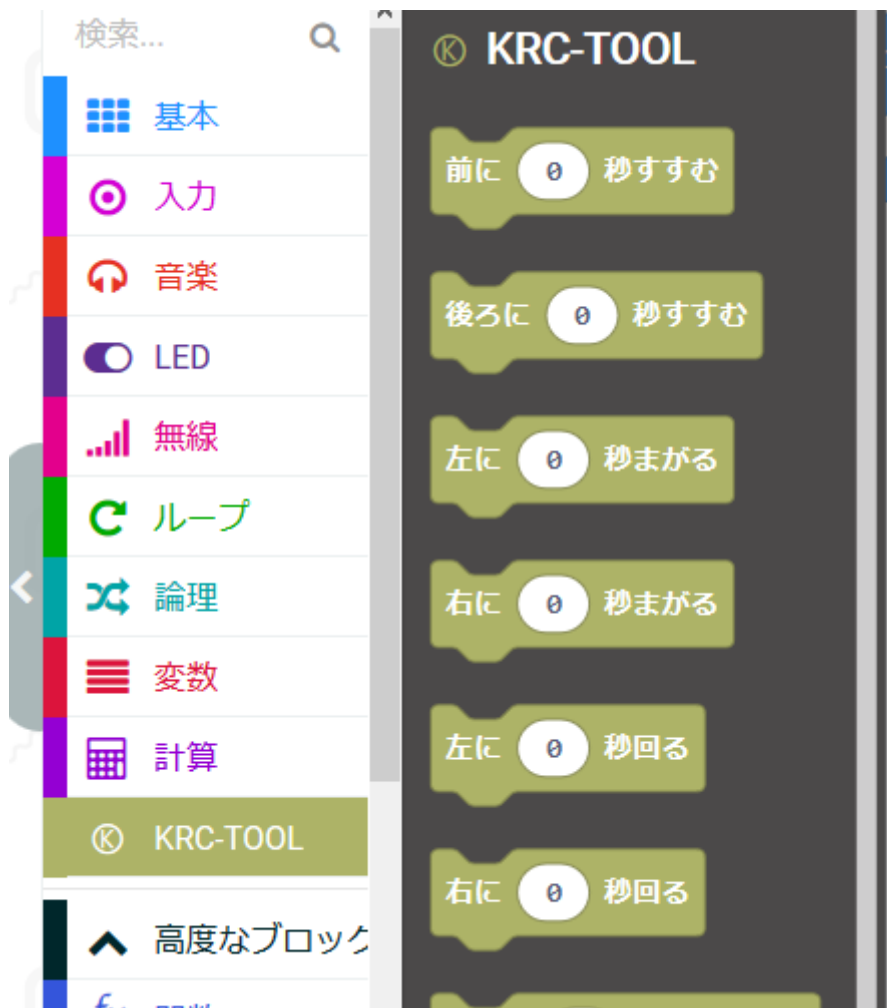 検索...
基本
入力
音楽
LED
無線
ループ
論理
変数
計算
KRC-TOOL
高度なブロック
KRC-TOOL
前に 0 秒すすむ
後ろに 0 秒すすむ
左に 0 秒まがる
右に 0 秒まがる
左に 0 秒回る
右に 0 秒回る